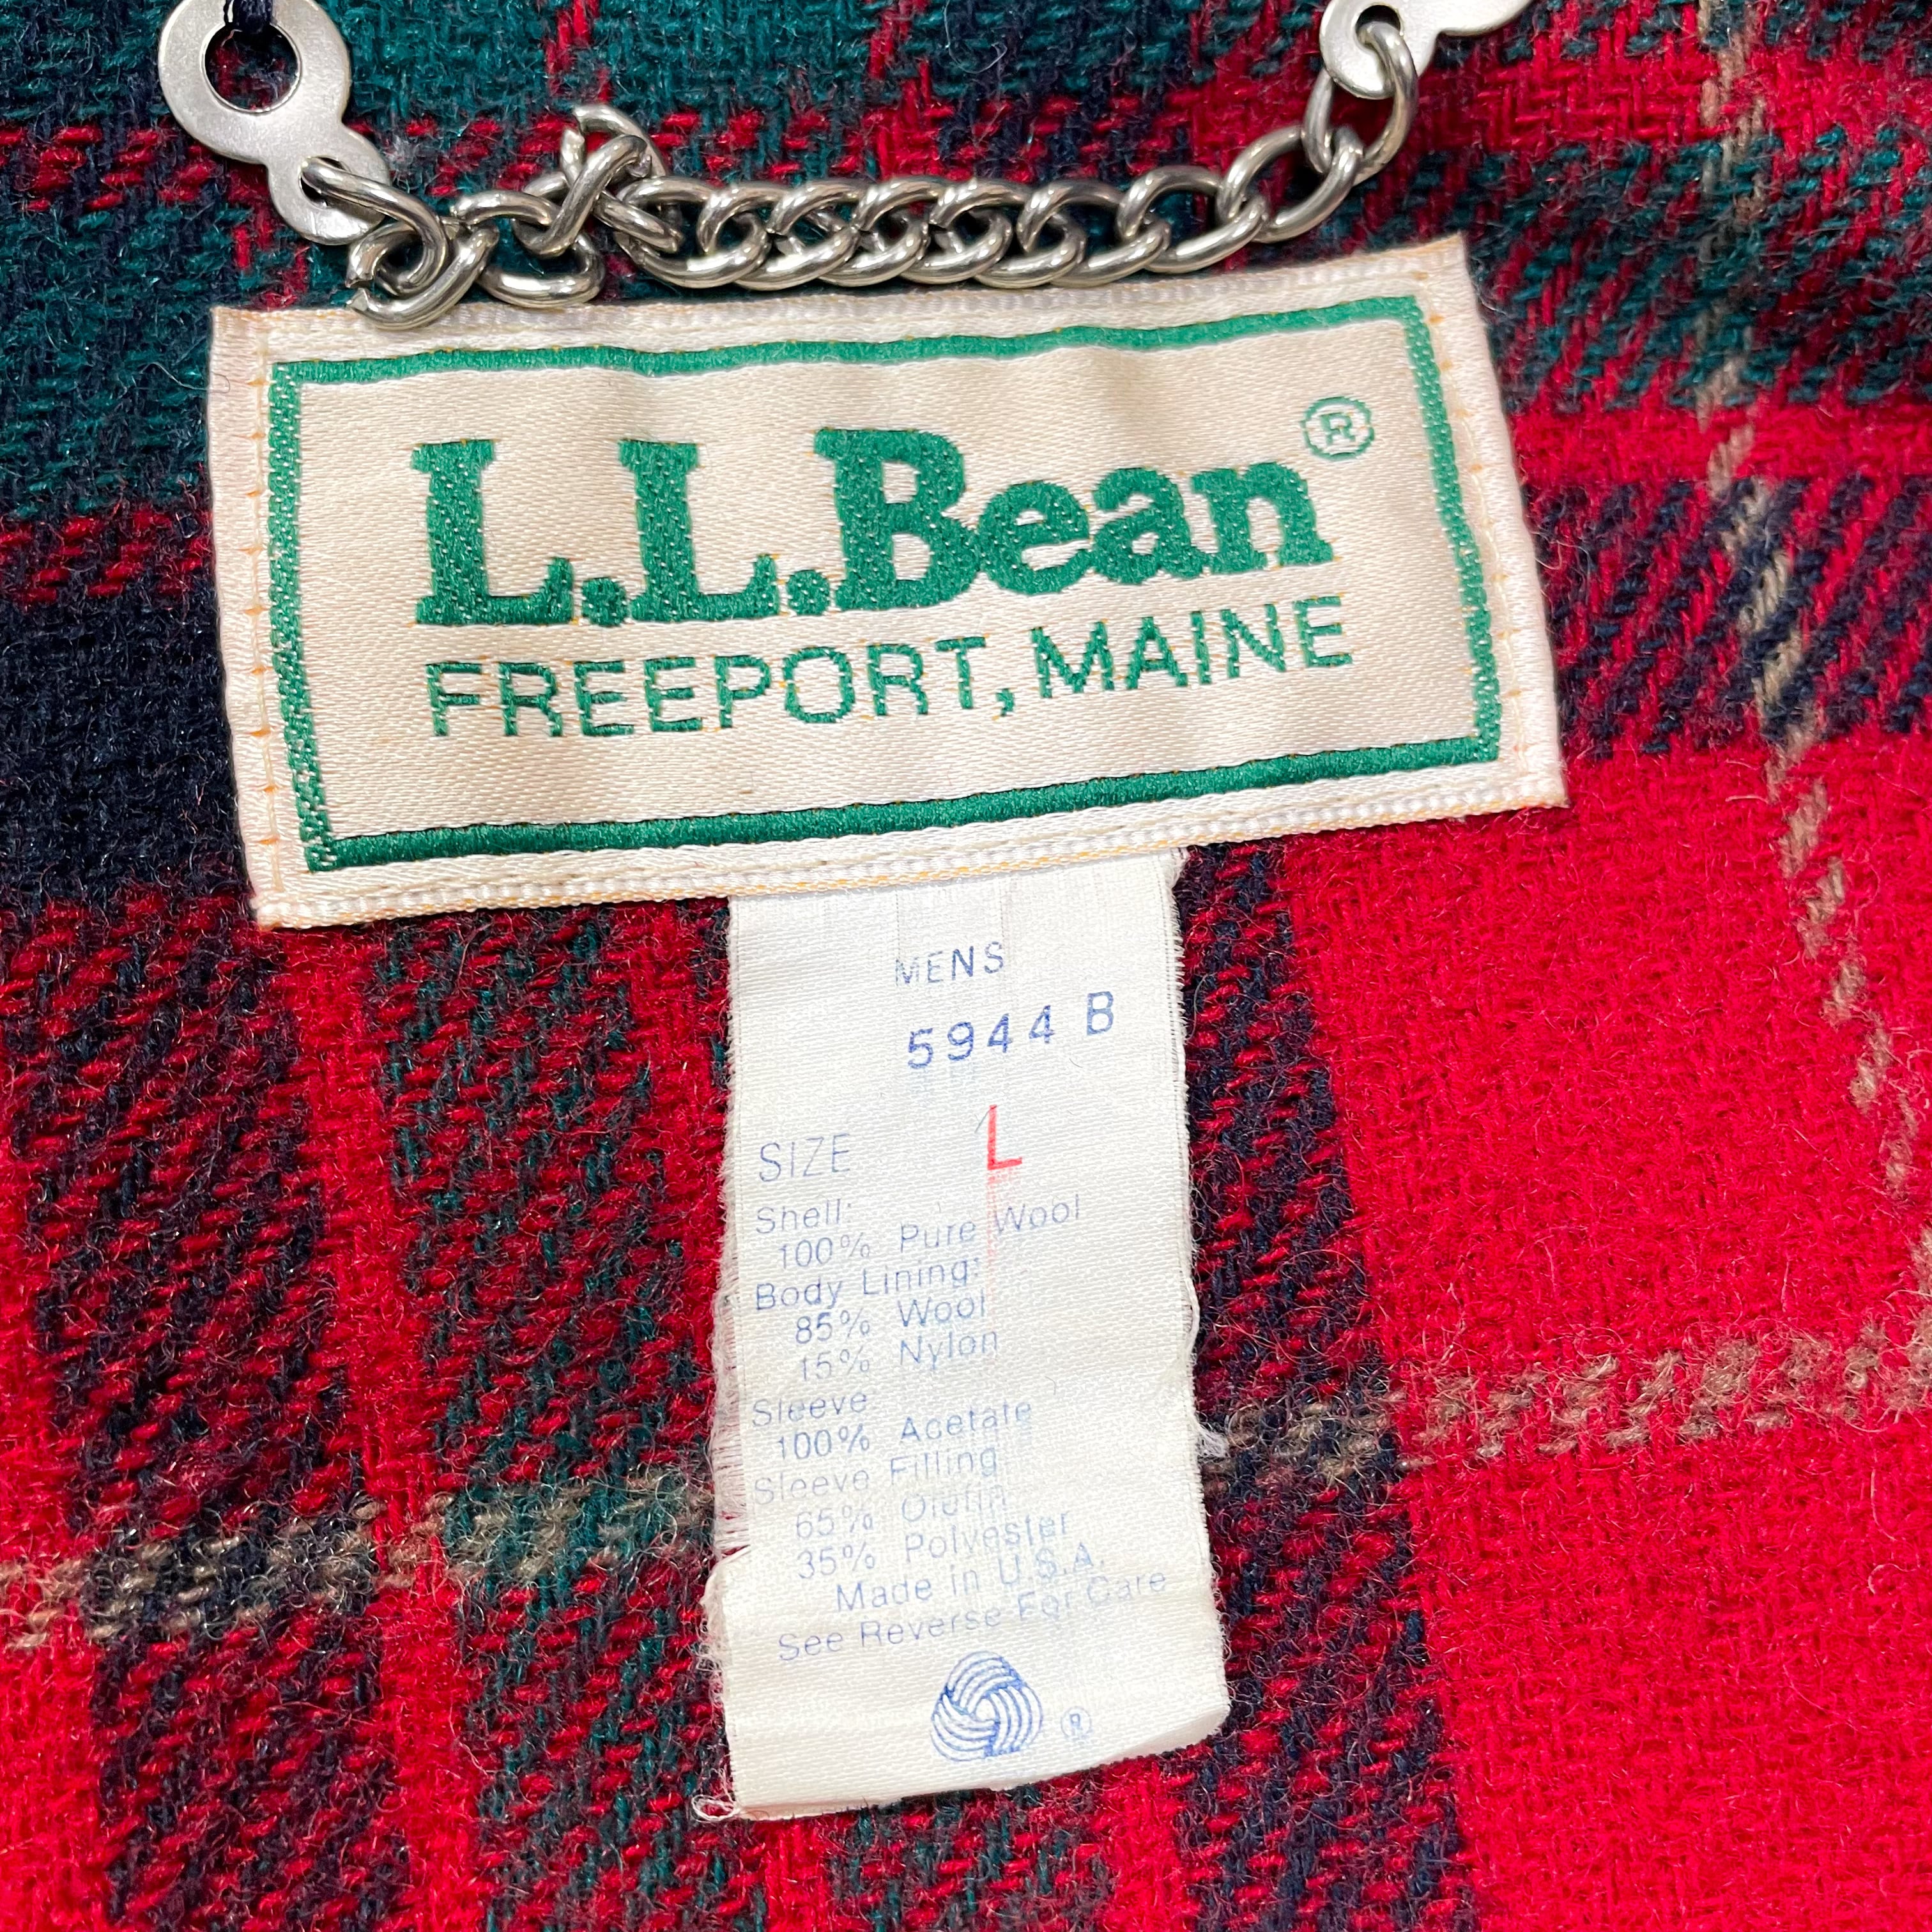 L.L.Bean®
FREEPORT, MAINE
MENS
5944 B
SIZE L
Shell:
100% Pure Wool
Body Lining:
85% Wool
15% Nylon
Sleeve
100% Acetate
Sleeve Filling
65% Olefin
35% Polyester
Made in U.S.A.
See Reverse For Care
®